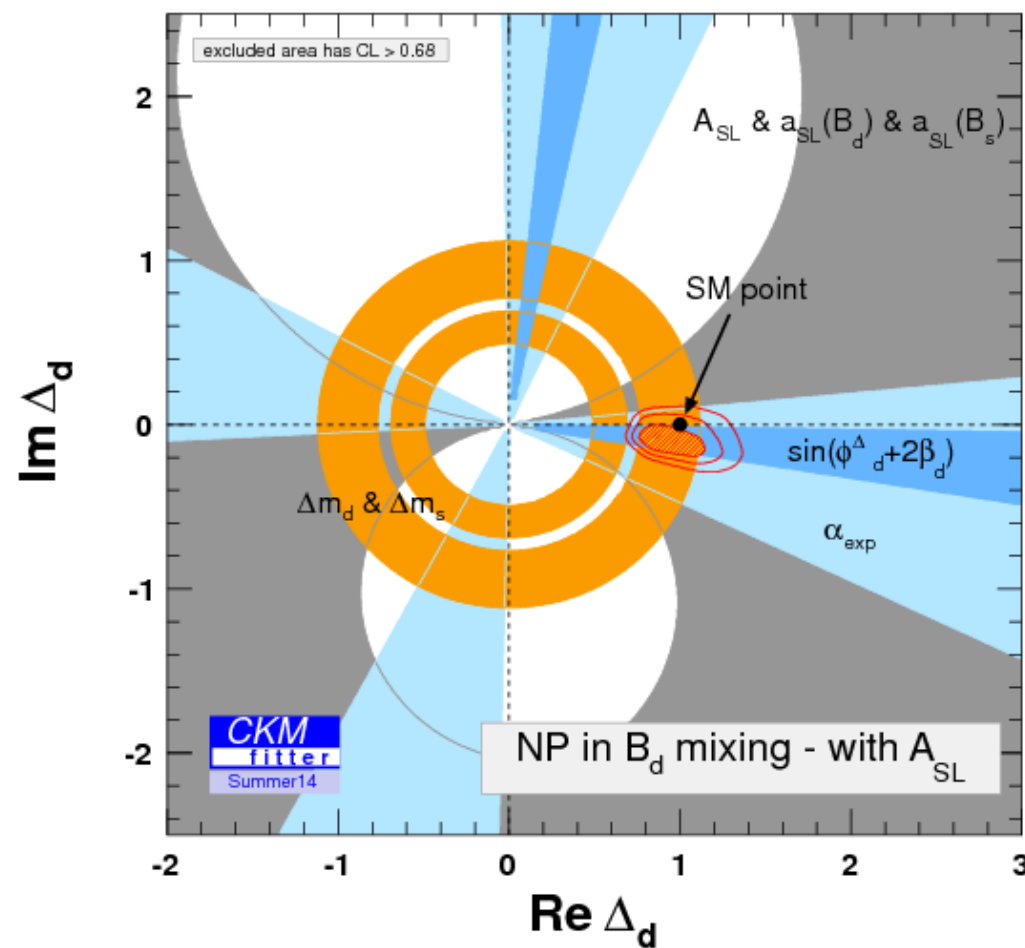 excluded area has CL > 0.68
A_SL & a_SL(B_d) & a_SL(B_s)
SM point
sin(ϕ^Δ_d+2β_d)
α_exp
Δm_d & Δm_s
CKM
fitter
Summer14
NP in B_d mixing - with A_SL
Im Δ_d
2
1
0
-1
-2
-2 -1 0 1 2 3
Re Δ_d